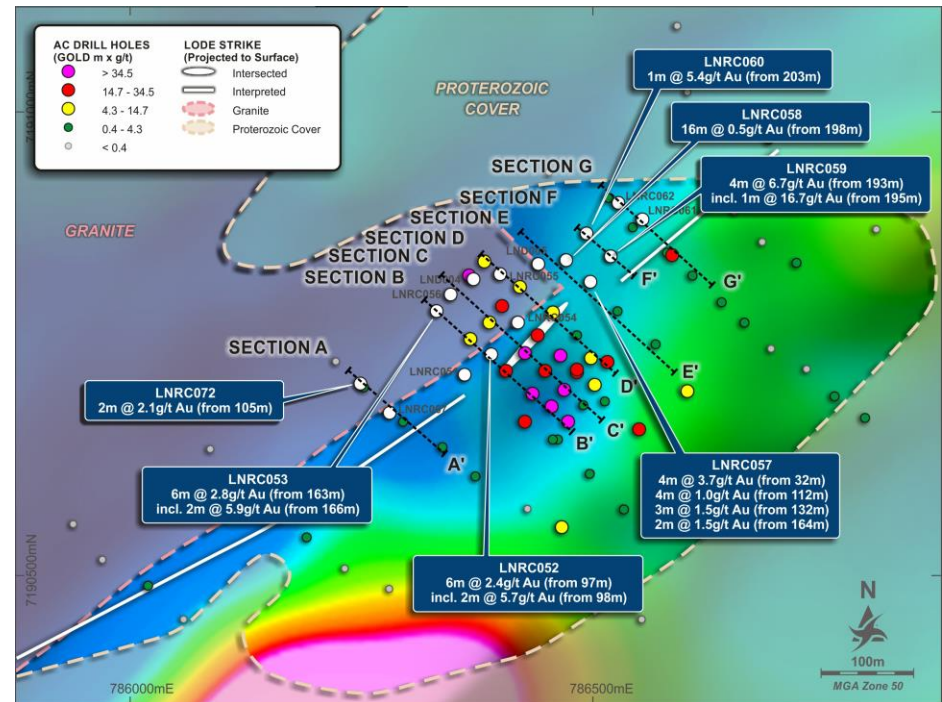 AC DRILL HOLES
(GOLD m x g/t)
> 34.5
14.7 - 34.5
4.3 - 14.7
0.4 - 4.3
< 0.4
LODE STRIKE
(Projected to Surface)
Intersected
Interpreted
Granite
Proterozoic Cover
PROTEROZOIC
COVER
LNRC060
1m @ 5.4g/t Au (from 203m)
LNRC058
16m @ 0.5g/t Au (from 198m)
LNRC059
4m @ 6.7g/t Au (from 193m)
incl. 1m @ 16.7g/t Au (from 195m)
7191000mN
GRANITE
SECTION G
SECTION F
SECTION E
SECTION D
SECTION C
SECTION B
SECTION A
LNRC062
LNRC061
LNRC055
LNRC056
F'
G'
E'
D'
C'
B'
A'
LNRC072
2m @ 2.1g/t Au (from 105m)
LNRC053
6m @ 2.8g/t Au (from 163m)
incl. 2m @ 5.9g/t Au (from 166m)
LNRC057
4m @ 3.7g/t Au (from 32m)
4m @ 1.0g/t Au (from 112m)
3m @ 1.5g/t Au (from 132m)
2m @ 1.5g/t Au (from 164m)
LNRC052
6m @ 2.4g/t Au (from 97m)
incl. 2m @ 5.7g/t Au (from 98m)
7190500mN
N
100m
MGA Zone 50
786000mE
786500mE